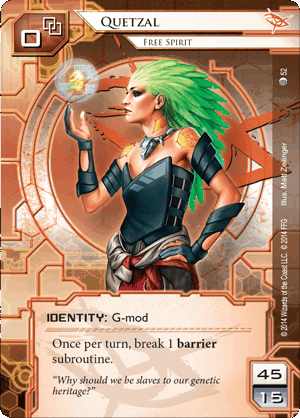 0
QUETZAL
FREE SPIRIT
52
Illus. Matt Zeilinger
© 2014 Wizards of the Coast LLC. © 2014 FFG
IDENTITY: G-mod
Once per turn, break 1 barrier
subroutine.
"Why should we be slaves to our genetic
heritage?"
45
15